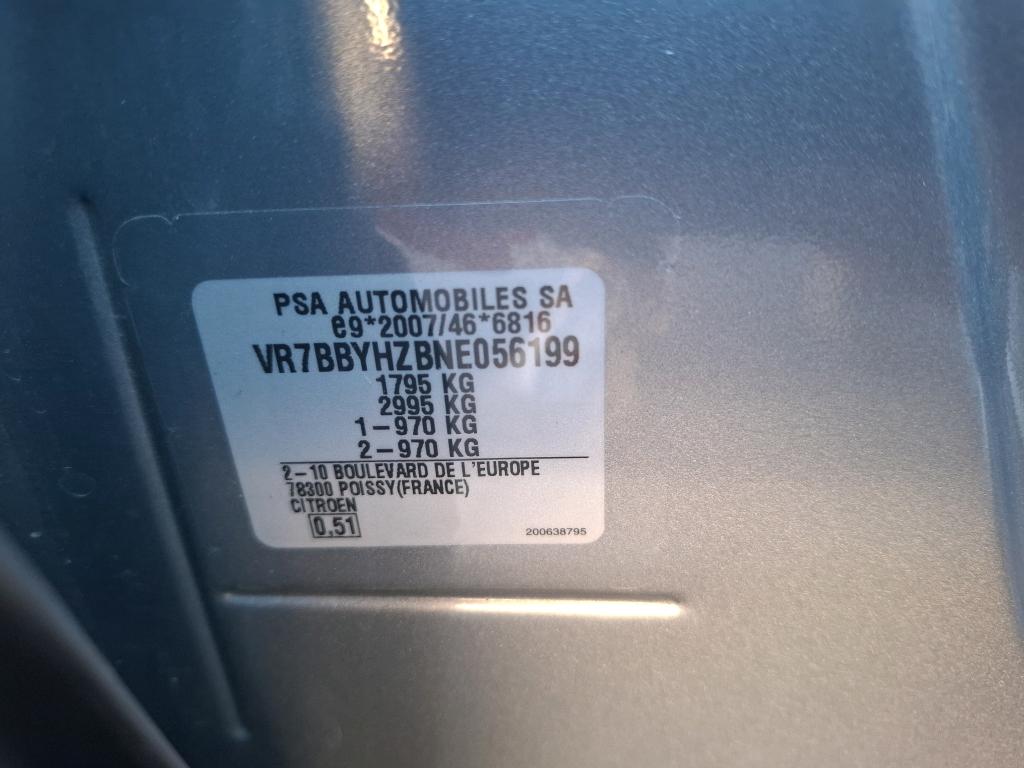 PSA AUTOMOBILES SA
e9*2007/46*6816
VR7BBYHZBNE056199
1795 KG
2995 KG
1-970 KG
2-970 KG
2-10 BOULEVARD DE L'EUROPE
78300 POISSY(FRANCE)
CITROEN
0,51
200638795